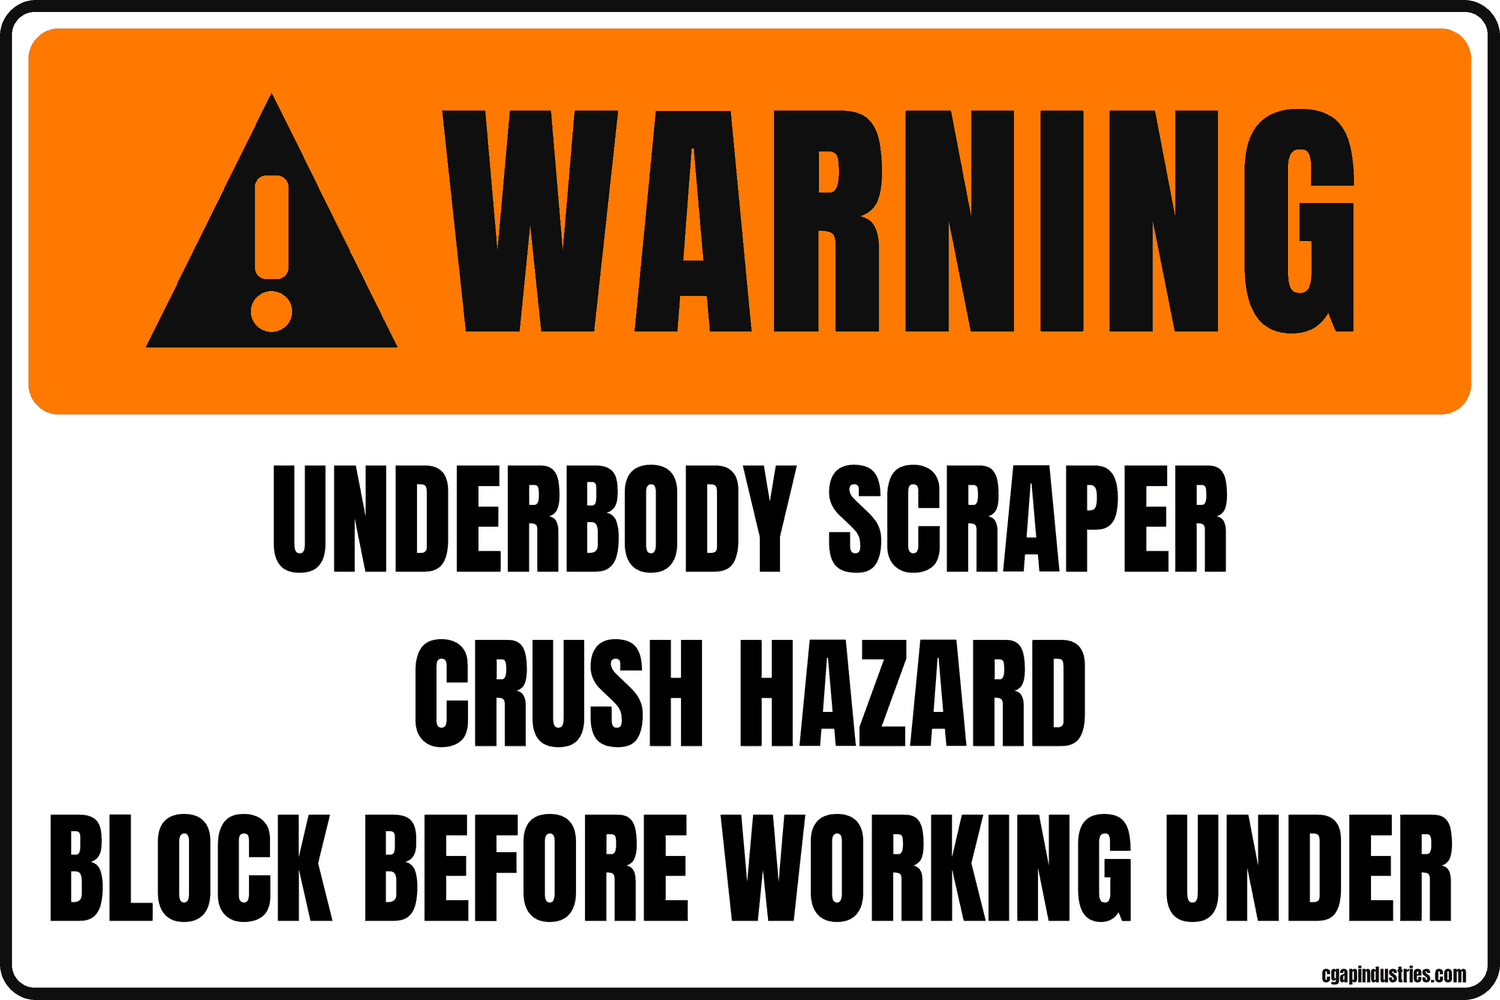 WARNING
UNDERBODY SCRAPER
CRUSH HAZARD
BLOCK BEFORE WORKING UNDER
cgapindustries.com